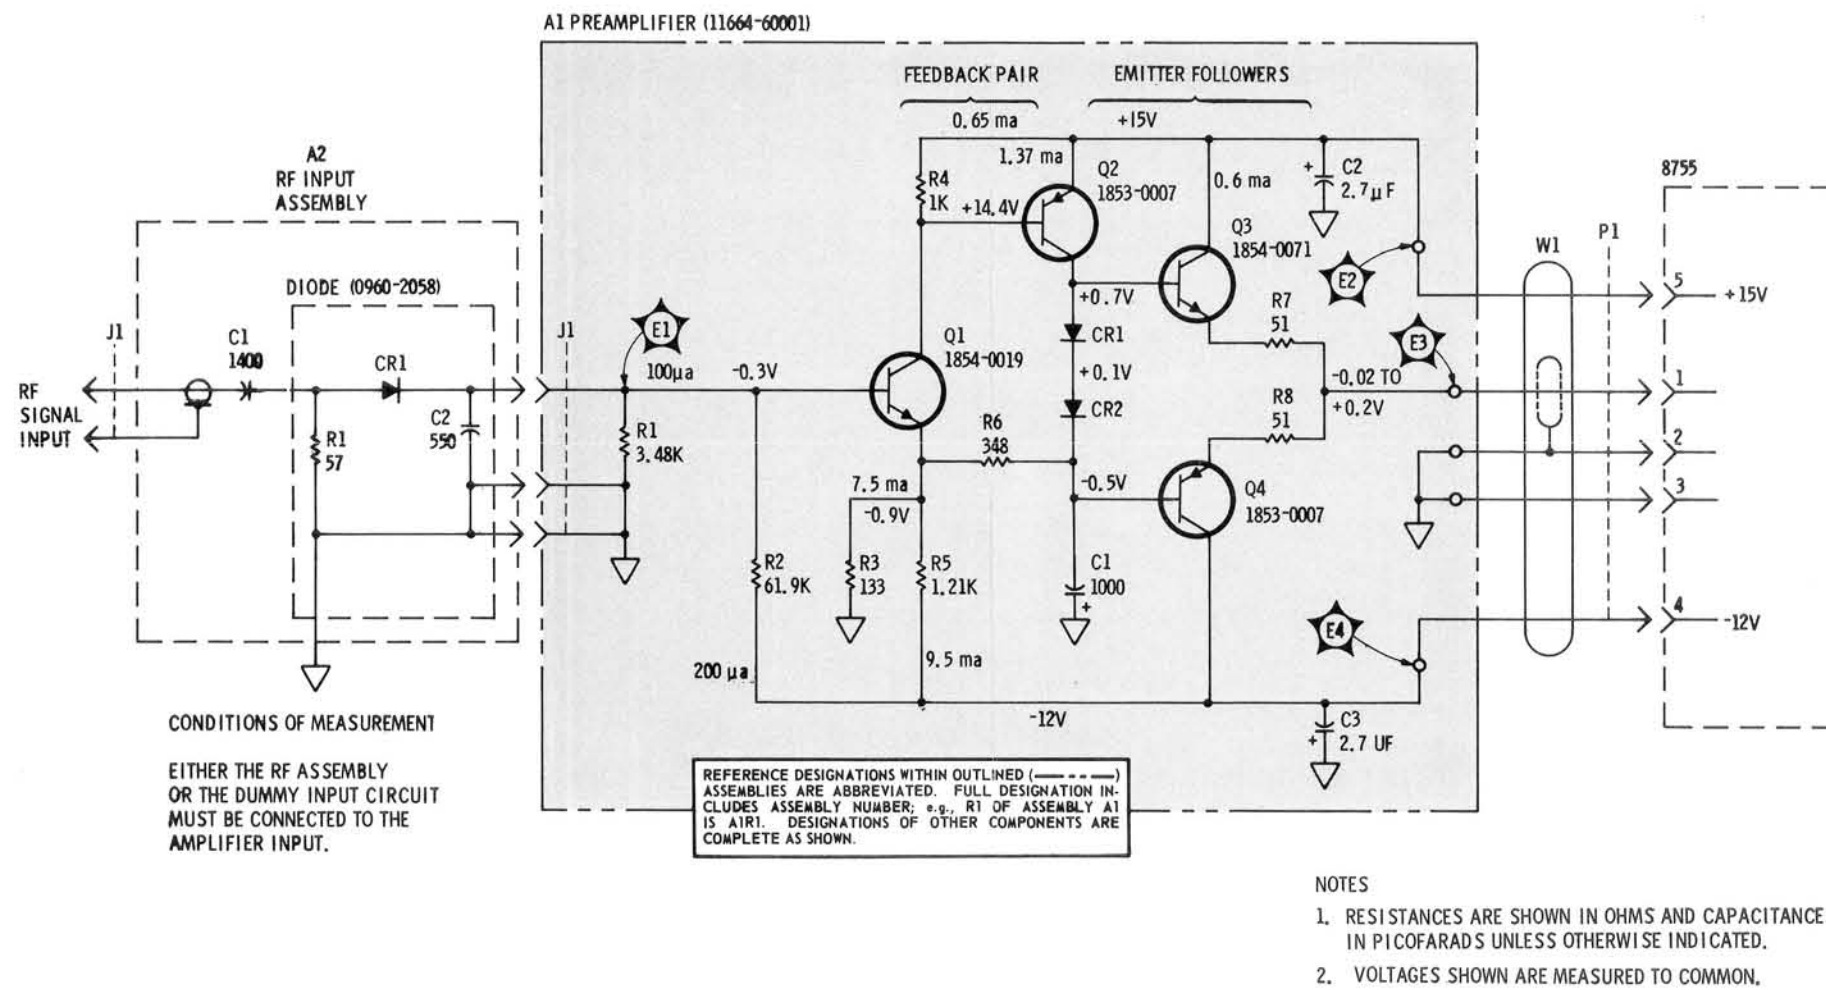 A1 PREAMPLIFIER (11664-60001)
FEEDBACK PAIR
EMITTER FOLLOWERS
0.65 ma
+15V
A2
RF INPUT
ASSEMBLY
1.37 ma
Q2
1853-0007
R4
1K
+14.4V
0.6 ma
C2
2.7µF
8755
Q3
1854-0071
E2
W1
P1
DIODE (0960-2058)
5
+15V
+0.7V
R7
51
J1
C1
1400
CR1
J1
E1
Q1
1854-0019
CR1
E3
100µa
-0.3V
+0.1V
-0.02 TO
+0.2V
1
RF
SIGNAL
INPUT
CR2
R8
51
C2
550
R1
57
R1
3.48K
R6
348
2
7.5 ma
-0.9V
-0.5V
Q4
1853-0007
3
R2
61.9K
R3
133
R5
1.21K
C1
1000
+
E4
4
-12V
200 µa
9.5 ma
-12V
C3
2.7 UF
+
CONDITIONS OF MEASUREMENT
EITHER THE RF ASSEMBLY
OR THE DUMMY INPUT CIRCUIT
MUST BE CONNECTED TO THE
AMPLIFIER INPUT.
REFERENCE DESIGNATIONS WITHIN OUTLINED (—— - - ——)
ASSEMBLIES ARE ABBREVIATED. FULL DESIGNATION IN-
CLUDES ASSEMBLY NUMBER; e.g., R1 OF ASSEMBLY A1
IS A1R1. DESIGNATIONS OF OTHER COMPONENTS ARE
COMPLETE AS SHOWN.
NOTES
1. RESISTANCES ARE SHOWN IN OHMS AND CAPACITANCE
IN PICOFARADS UNLESS OTHERWISE INDICATED.
2. VOLTAGES SHOWN ARE MEASURED TO COMMON.